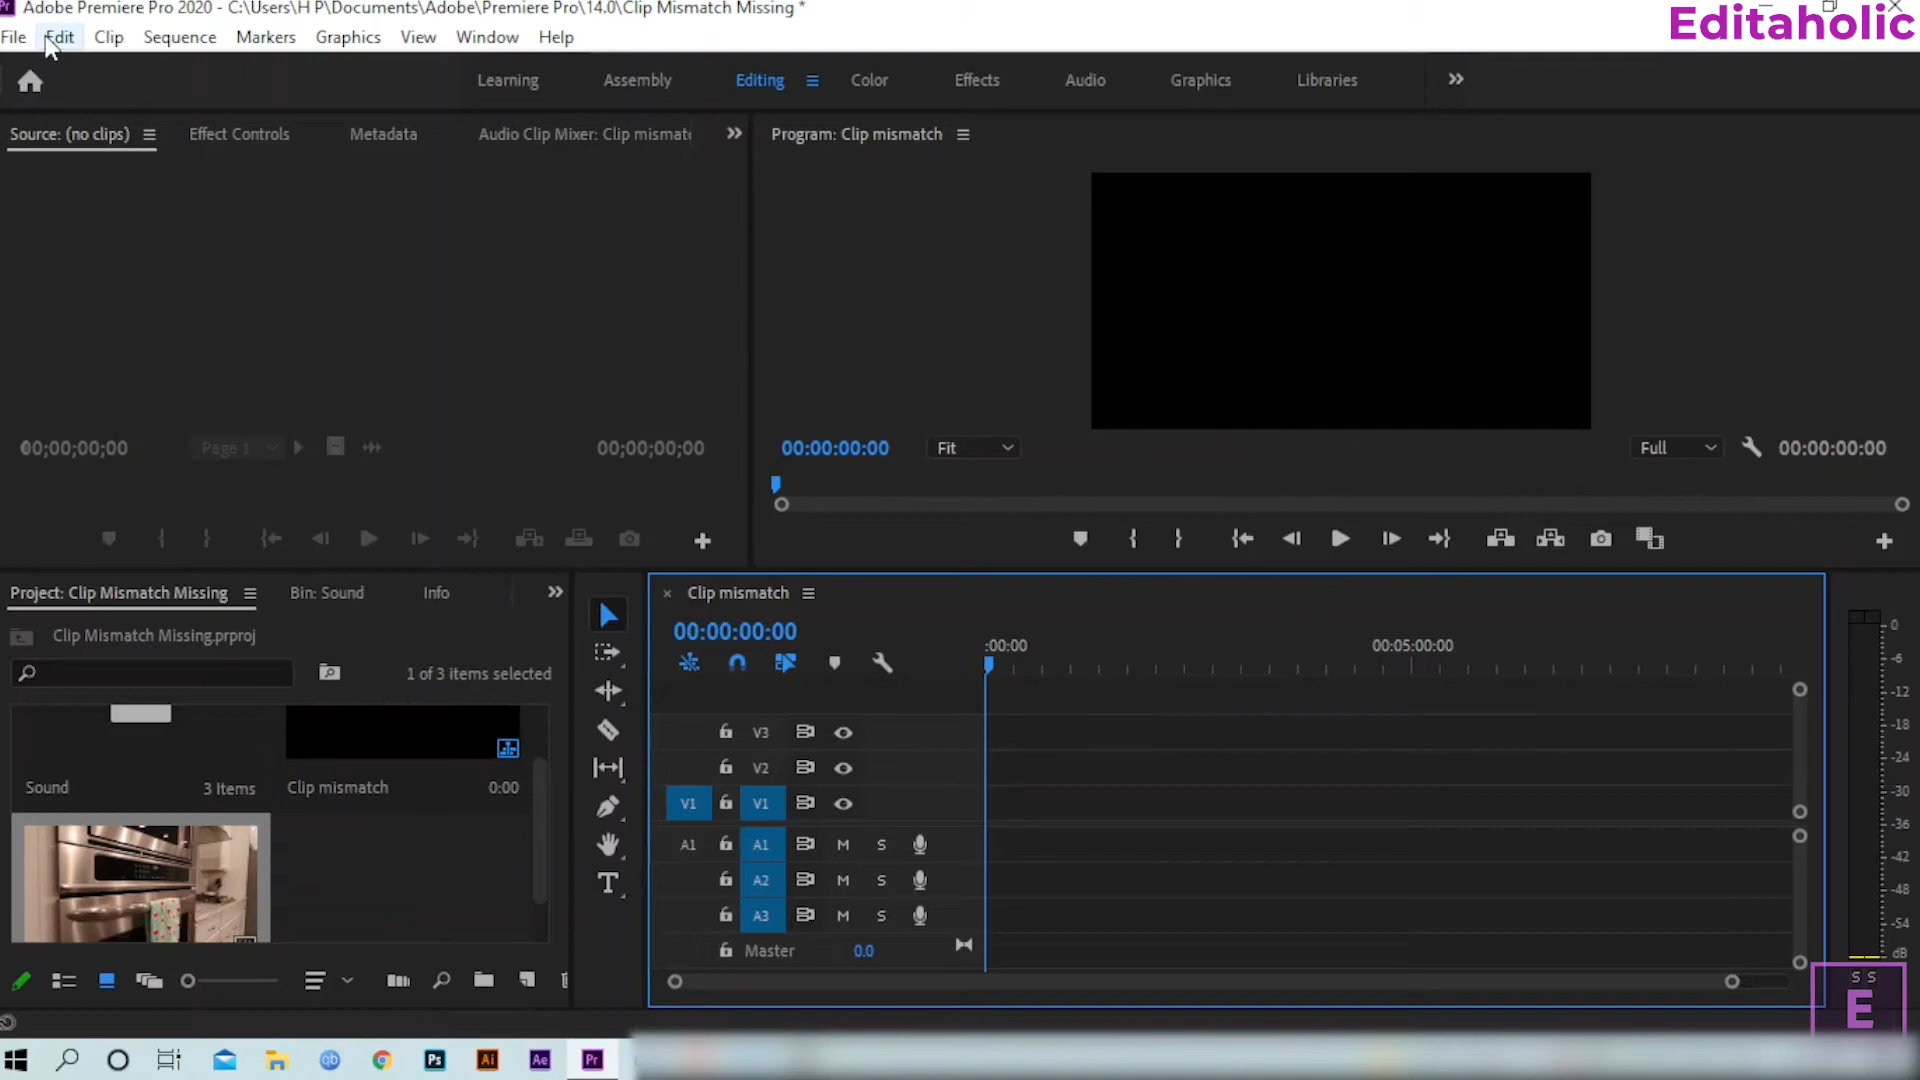 Adobe Premiere Pro 2020 - C:\Users\H P\Documents\Adobe\Premiere Pro\14.0\Clip Mismatch Missing *
Editaholic
File Edit Clip Sequence Markers Graphics View Window Help
Learning Assembly Editing Color Effects Audio Graphics Libraries
Source: (no clips) Effect Controls Metadata Audio Clip Mixer: Clip mismatc
Program: Clip mismatch
00;00;00;00 Page 1 00;00;00;00
00:00:00:00 Fit Full 00:00:00:00
Project: Clip Mismatch Missing Bin: Sound Info
Clip Mismatch Missing.prproj
1 of 3 items selected
Sound 3 Items
Clip mismatch 0:00
Clip mismatch
00:00:00:00
:00:00 00:05:00:00
V3
V2
V1 V1
A1 A1 M S
A2 M S
A3 M S
Master 0.0
0
-6
-12
-18
-24
-30
-36
-42
-48
-54
dB
S S
E
Ps Ai Ae Pr